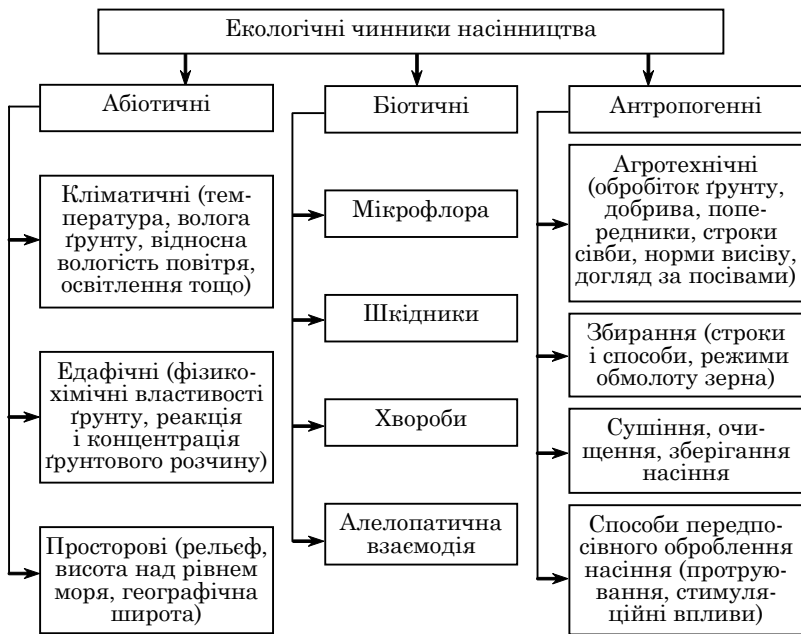 Екологічні чинники насінництва
Абіотичні
Кліматичні (тем-
пература, волога
ґрунту, відносна
вологість повітря,
освітлення тощо)
Едафічні (фізико-
хімічні властивості
ґрунту, реакція
і концентрація
ґрунтового розчину)
Просторові (рельєф,
висота над рівнем
моря, географічна
широта)
Біотичні
Мікрофлора
Шкідники
Хвороби
Алелопатична
взаємодія
Антропогенні
Агротехнічні
(обробіток ґрунту,
добрива, попе-
редники, строки
сівби, норми висіву,
догляд за посівами)
Збирання (строки
і способи, режими
обмолоту зерна)
Сушіння, очи-
щення, зберігання
насіння
Способи передпо-
сівного оброблення
насіння (протрую-
вання, стимуля-
ційні впливи)